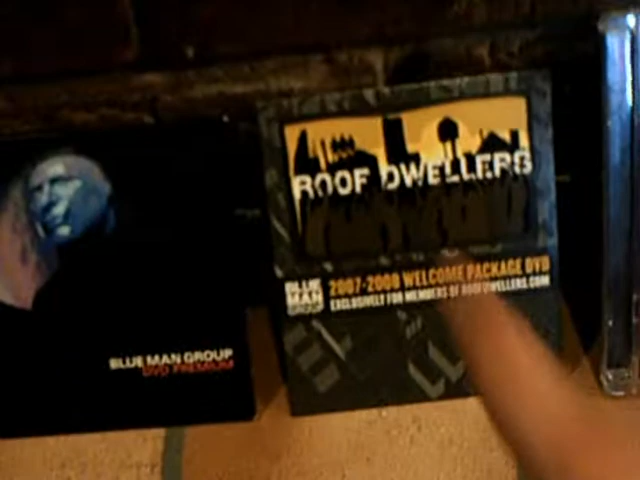 ROOF DWELLERS
BLUE MAN GROUP
2007-2008 WELCOME PACKAGE DVD
EXCLUSIVELY FOR MEMBERS OF ROOFDWELLERS.COM
BLUE MAN GROUP
DVD PREMIUM